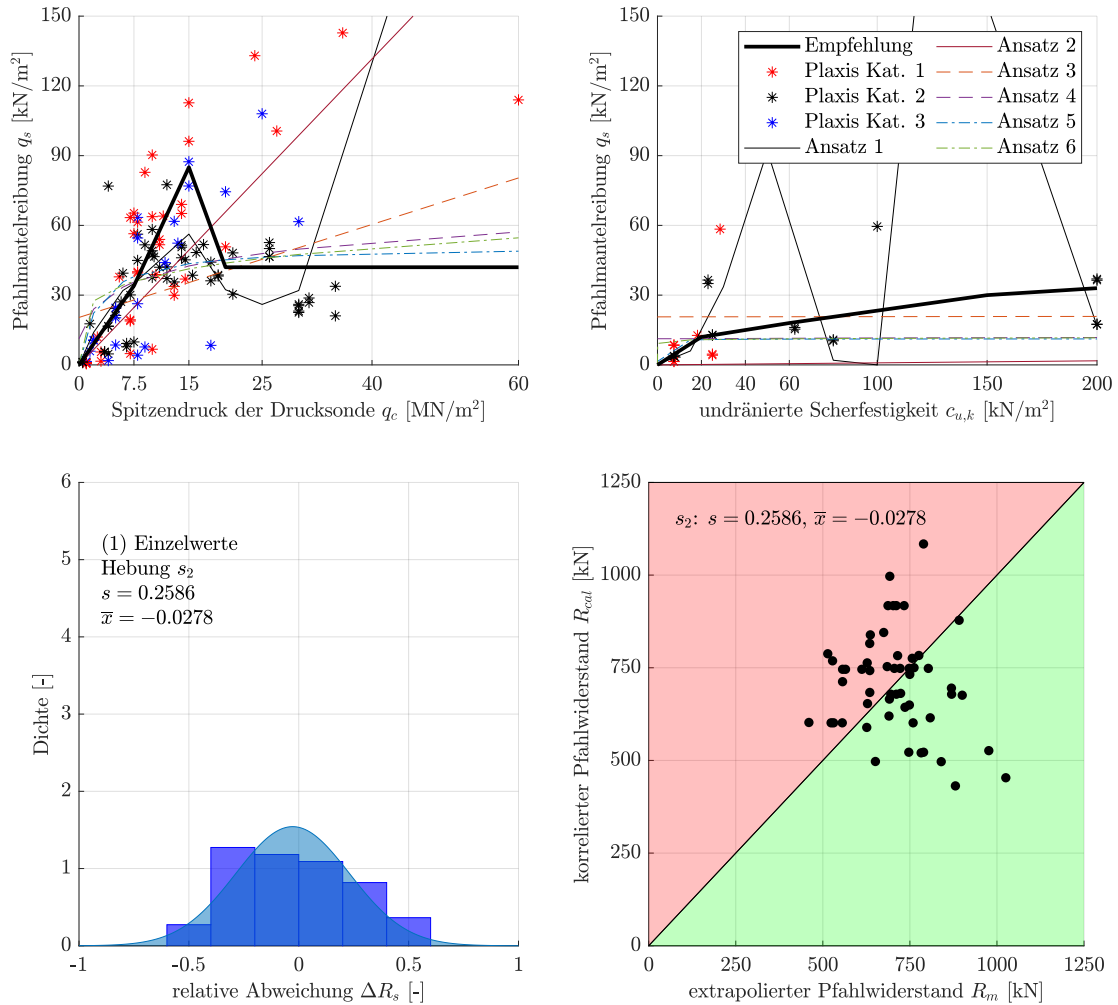 150
120
90
60
30
0
0
7.5
15
25
40
60
Pfahlmantelreibung q_s [kN/m²]
Spitzendruck der Drucksonde q_c [MN/m²]
150
120
90
60
30
0
0
20
40
60
100
150
200
Pfahlmantelreibung q_s [kN/m²]
undränierte Scherfestigkeit c_{u,k} [kN/m²]
Empfehlung
Plaxis Kat. 1
Plaxis Kat. 2
Plaxis Kat. 3
Ansatz 1
Ansatz 2
Ansatz 3
Ansatz 4
Ansatz 5
Ansatz 6
6
5
4
3
2
1
0
-1
-0.5
0
0.5
1
Dichte [-]
relative Abweichung ΔR_s [-]
(1) Einzelwerte
Hebung s_2
s = 0.2586
x̅ = −0.0278
1250
1000
750
500
250
0
0
250
500
750
1000
1250
korrelierter Pfahlwiderstand R_{cal} [kN]
extrapolierter Pfahlwiderstand R_m [kN]
s_2: s = 0.2586, x̅ = −0.0278